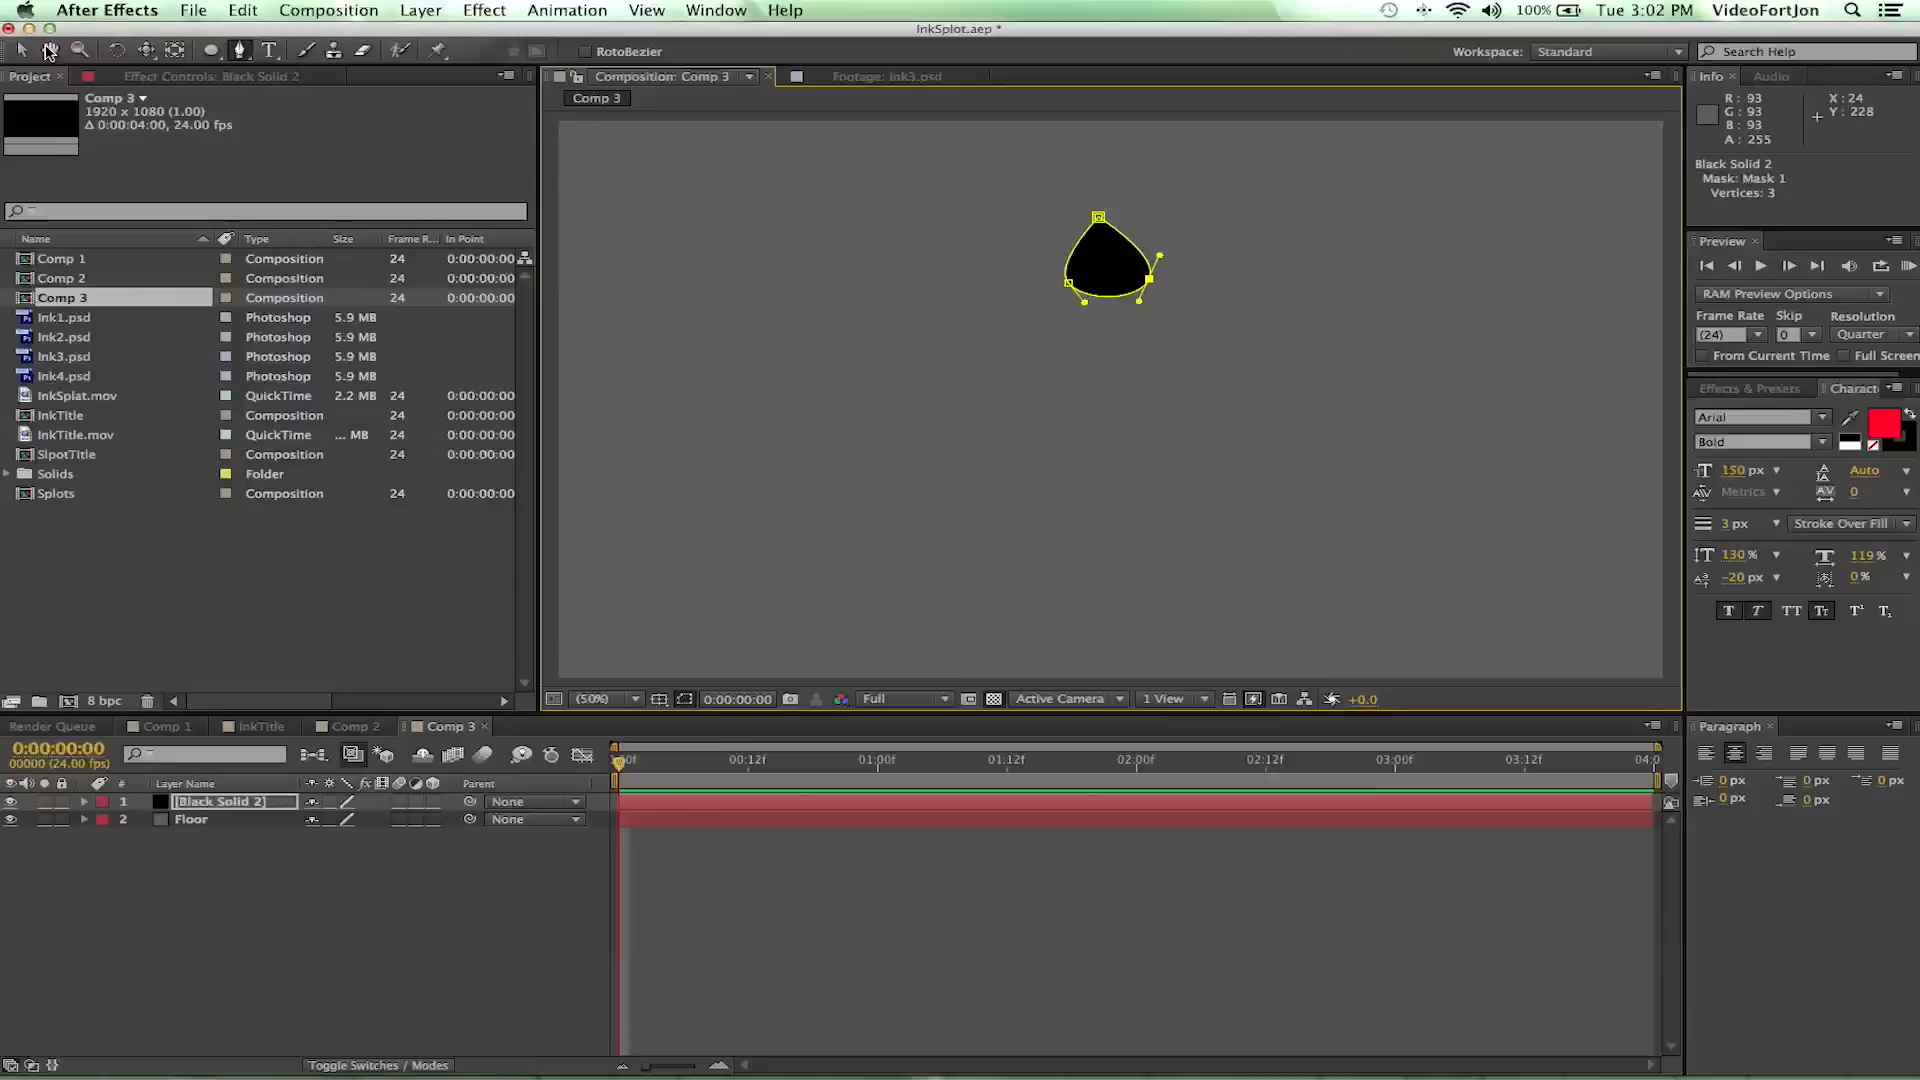 After Effects File Edit Composition Layer Effect Animation View Window Help 100% Tue 3:02 PM VideoFortJon
InkSplot.aep *
RotoBezier Workspace: Standard Search Help
Project Effect Controls: Black Solid 2 Composition: Comp 3 Footage: Ink3.psd Info Audio
Comp 3
1920 x 1080 (1.00)
Δ 0:00:04:00, 24.00 fps
Comp 3
R: 93 X: 24
G: 93 Y: 228
B: 93
A: 255
Black Solid 2
Mask: Mask 1
Vertices: 3
Name Type Size Frame R... In Point
Comp 1 Composition 24 0:00:00:00
Comp 2 Composition 24 0:00:00:00
Comp 3 Composition 24 0:00:00:00
Ink1.psd Photoshop 5.9 MB
Ink2.psd Photoshop 5.9 MB
Ink3.psd Photoshop 5.9 MB
Ink4.psd Photoshop 5.9 MB
InkSplat.mov QuickTime 2.2 MB 24 0:00:00:00
InkTitle Composition 24 0:00:00:00
InkTitle.mov QuickTime ... MB 24 0:00:00:00
SlpotTitle Composition 24 0:00:00:00
Solids Folder
Splots Composition 24 0:00:00:00
Preview
RAM Preview Options
Frame Rate Skip Resolution
(24) 0 Quarter
From Current Time Full Screen
Effects & Presets Charact
Arial
Bold
150 px Auto
Metrics 0
3 px Stroke Over Fill
130 % 119 %
-20 px 0 %
T T TT TT T¹ T₁
8 bpc (50%) 0:00:00:00 Full Active Camera 1 View +0.0
Render Queue Comp 1 InkTitle Comp 2 Comp 3
0:00:00:00
00000 (24.00 fps)
00f 00:12f 01:00f 01:12f 02:00f 02:12f 03:00f 03:12f 04:0
# Layer Name fx Parent
1 [Black Solid 2] None
2 Floor None
Toggle Switches / Modes
Paragraph
0 px 0 px 0 px
0 px 0 px